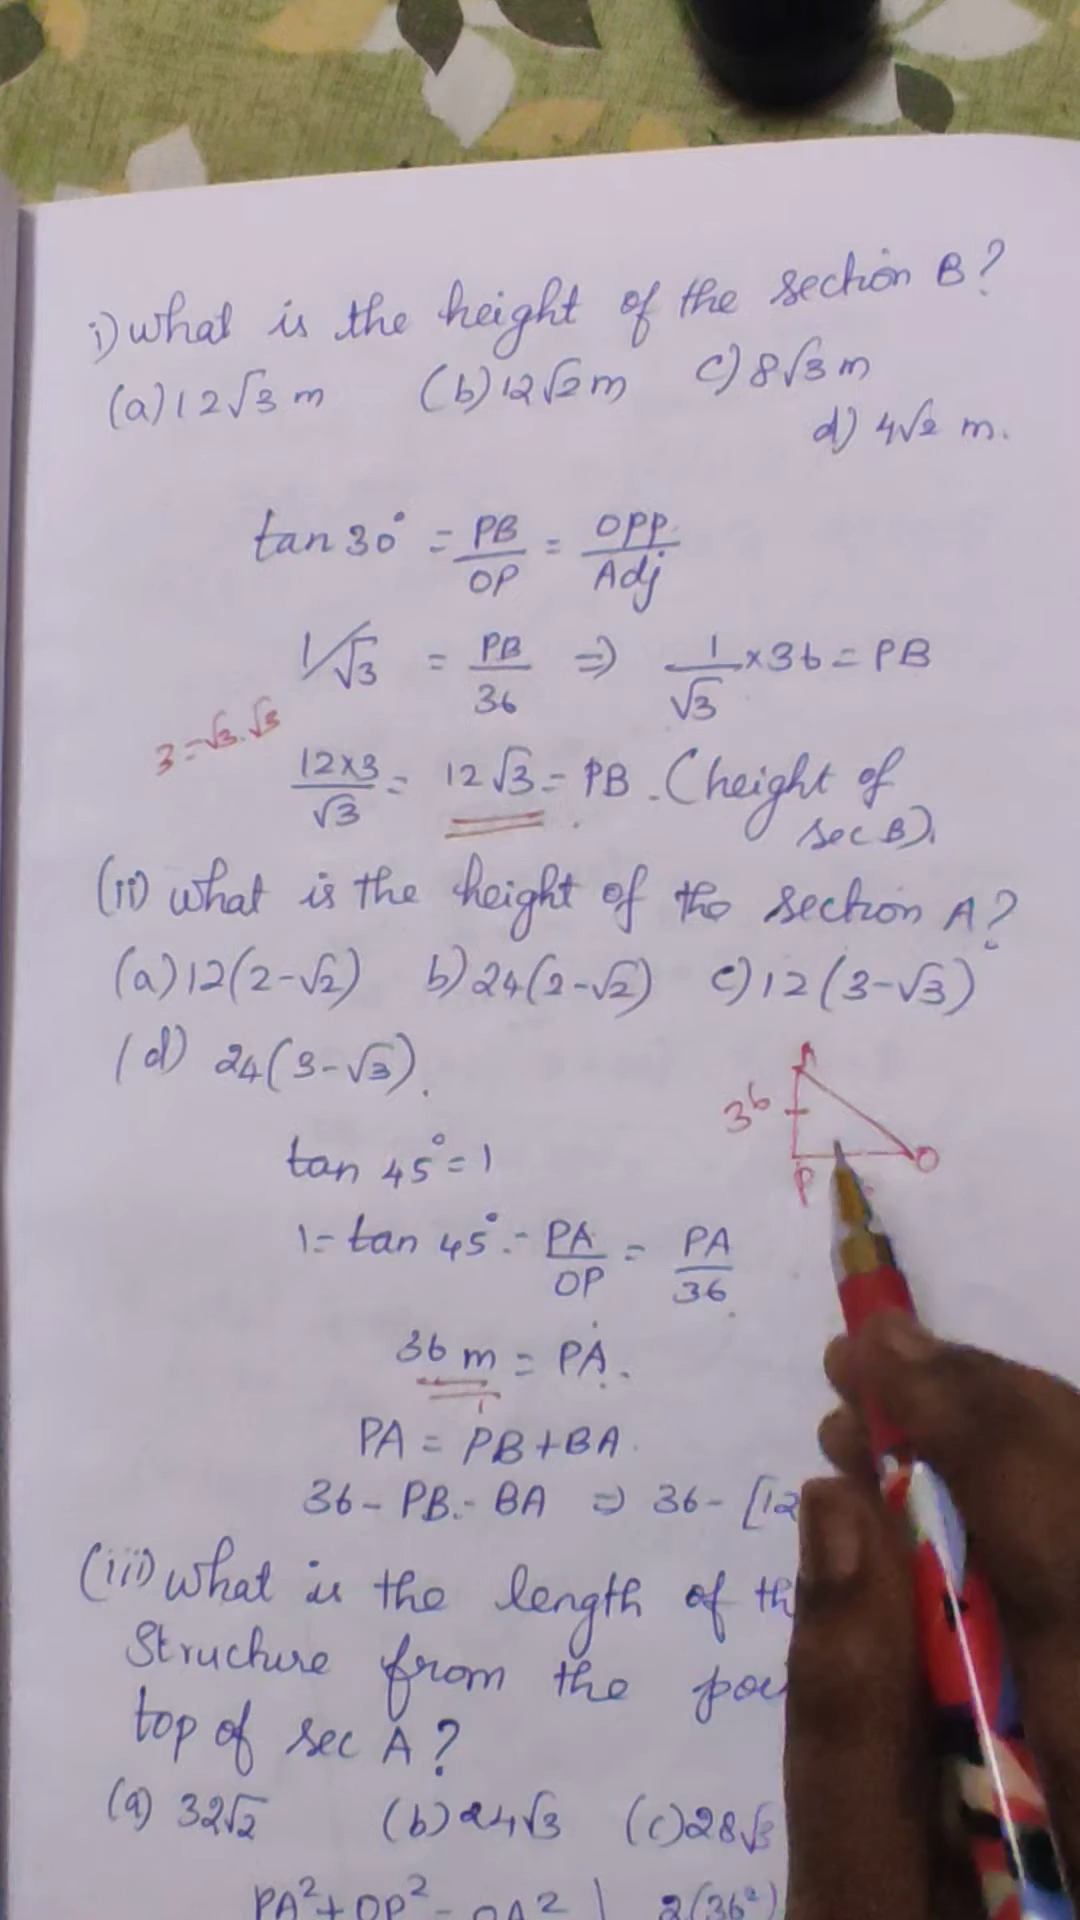 i) what is the height of the section B?
(a) 12√3 m (b) 12√2 m c) 8√3 m
d) 4√2 m.
tan 30° = PB/OP = OPP./Adj
1/√3 = PB/36 => 1/√3 × 36 = PB
3=√3.√3
12×3/√3 = 12√3 = PB. (height of
sec B).
(ii) what is the height of the section A?
(a) 12(2-√2) b) 24(2-√2) c) 12(3-√3)
(d) 24(3-√3).
A
36
P O
tan 45° = 1
1 = tan 45° = PA/OP = PA/36
36 m = PA.
PA = PB + BA.
36 - PB = BA => 36 - [12
(iii) what is the length of th
Structure from the
top of sec A?
(a) 32√2 (b) 24√3 (c) 28√3
PA² + OP² = OA² | 2(36²)